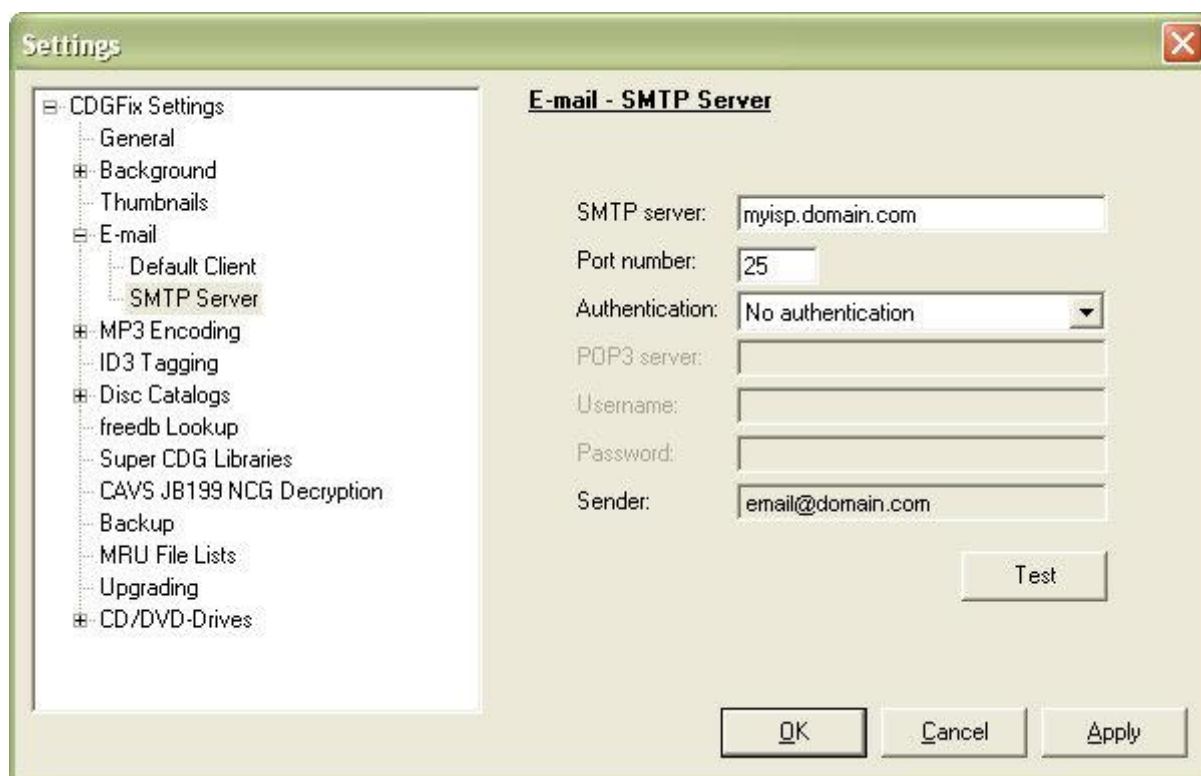 Settings
CDGFix Settings
General
Background
Thumbnails
E-mail
Default Client
SMTP Server
MP3 Encoding
ID3 Tagging
Disc Catalogs
freedb Lookup
Super CDG Libraries
CAVS JB199 NCG Decryption
Backup
MRU File Lists
Upgrading
CD/DVD-Drives
E-mail - SMTP Server
SMTP server: myisp.domain.com
Port number: 25
Authentication: No authentication
POP3 server:
Username:
Password:
Sender: email@domain.com
Test
OK Cancel Apply